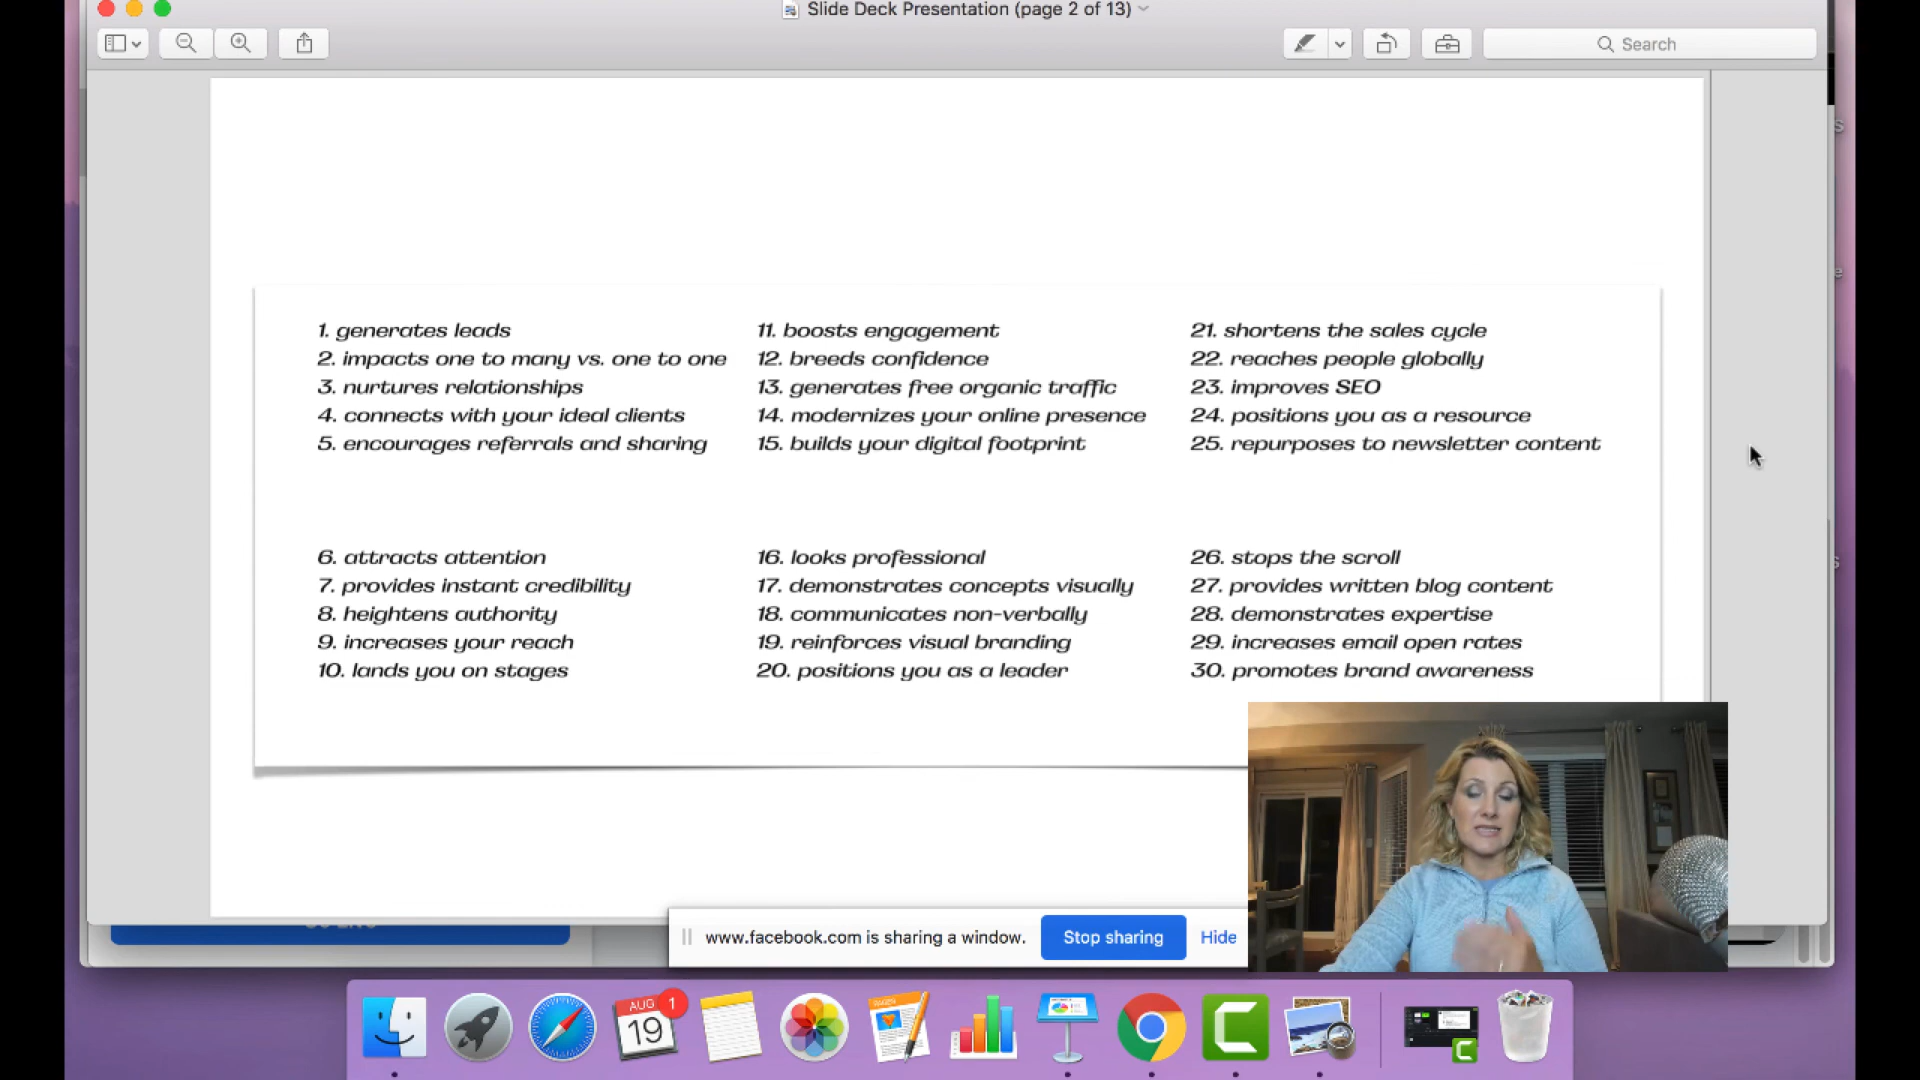 Slide Deck Presentation (page 2 of 13)
Search
1. generates leads
2. impacts one to many vs. one to one
3. nurtures relationships
4. connects with your ideal clients
5. encourages referrals and sharing
6. attracts attention
7. provides instant credibility
8. heightens authority
9. increases your reach
10. lands you on stages
11. boosts engagement
12. breeds confidence
13. generates free organic traffic
14. modernizes your online presence
15. builds your digital footprint
16. looks professional
17. demonstrates concepts visually
18. communicates non-verbally
19. reinforces visual branding
20. positions you as a leader
21. shortens the sales cycle
22. reaches people globally
23. improves SEO
24. positions you as a resource
25. repurposes to newsletter content
26. stops the scroll
27. provides written blog content
28. demonstrates expertise
29. increases email open rates
30. promotes brand awareness
www.facebook.com is sharing a window.
Stop sharing
Hide
AUG
1
19